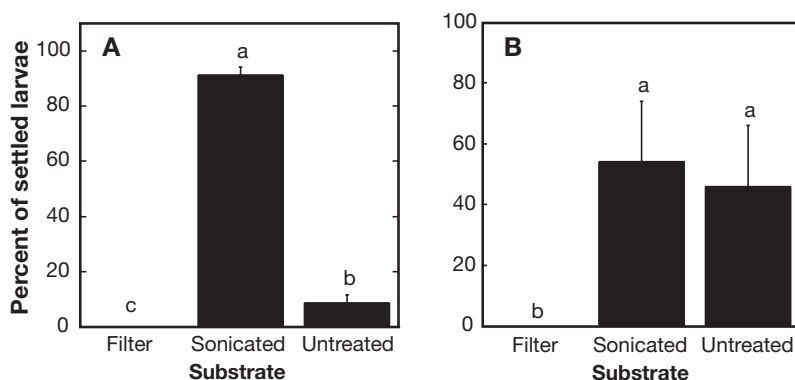 A
B
Percent of settled larvae
100
80
60
40
20
0
100
80
60
40
20
0
a
b
c
a
a
b
Filter Sonicated Untreated
Filter Sonicated Untreated
Substrate
Substrate